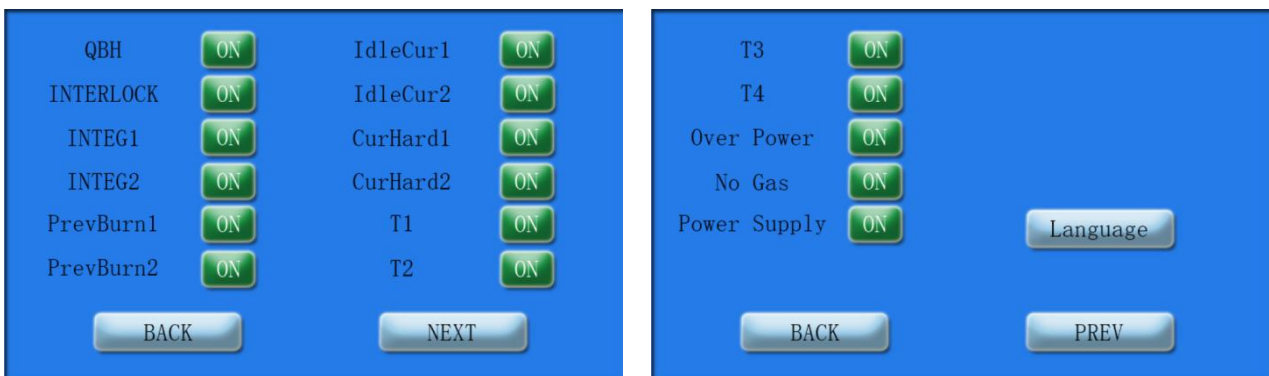 QBH ON IdleCur1 ON
INTERLOCK ON IdleCur2 ON
INTEG1 ON CurHard1 ON
INTEG2 ON CurHard2 ON
PrevBurn1 ON T1 ON
PrevBurn2 ON T2 ON
BACK NEXT
T3 ON
T4 ON
Over Power ON
No Gas ON
Power Supply ON Language
BACK PREV